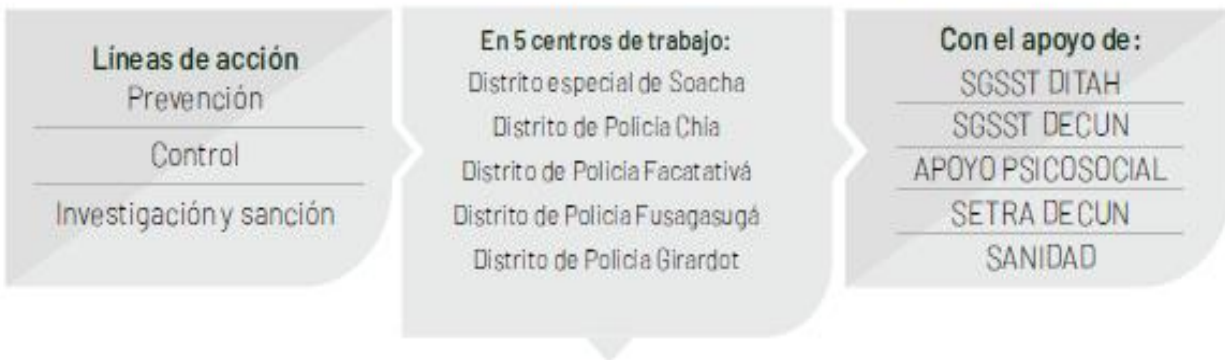 Líneas de acción
Prevención
Control
Investigación y sanción
En 5 centros de trabajo:
Distrito especial de Soacha
Distrito de Policía Chía
Distrito de Policía Facatativá
Distrito de Policía Fusagasugá
Distrito de Policía Girardot
Con el apoyo de:
SGSST DITAH
SGSST DECUN
APOYO PSICOSOCIAL
SETRA DECUN
SANIDAD